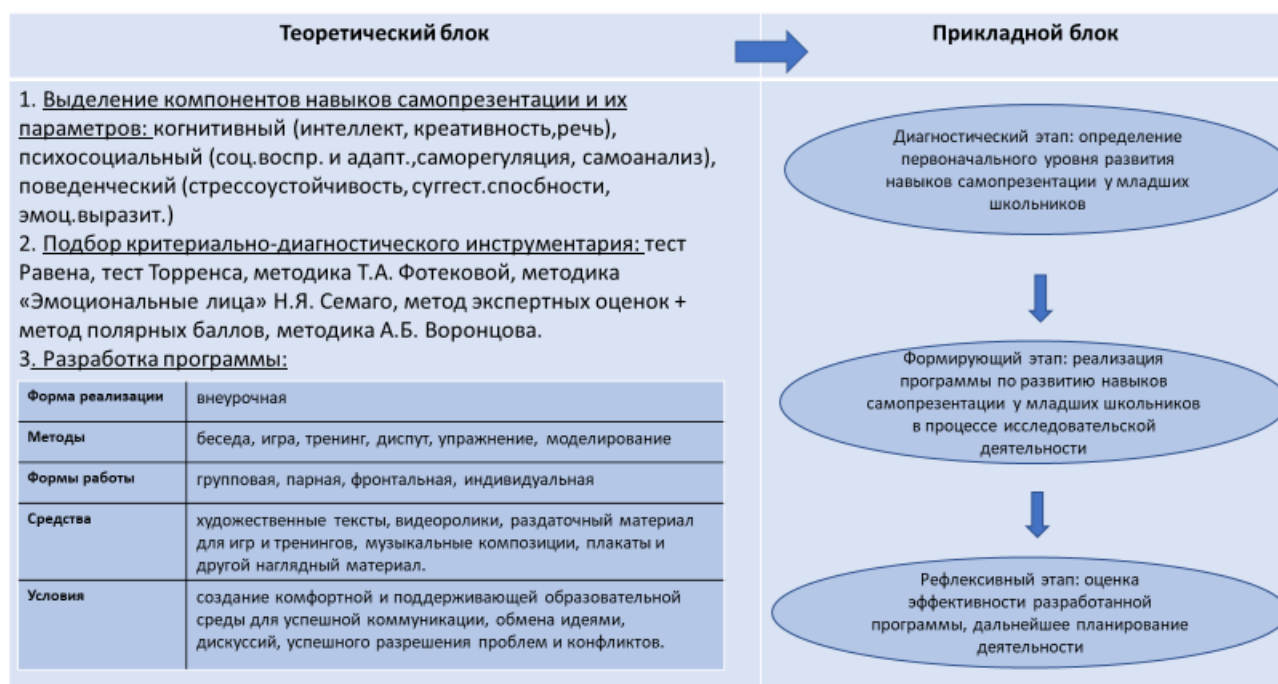 Теоретический блок
1. Выделение компонентов навыков самопрезентации и их
параметров: когнитивный (интеллект, креативность,речь),
психосоциальный (соц.воспр. и адапт.,саморегуляция, самоанализ),
поведенческий (стрессоустойчивость, суггест.спосбности,
эмоц.выразит.)
2. Подбор критериально-диагностического инструментария: тест
Равена, тест Торренса, методика Т.А. Фотековой, методика
«Эмоциональные лица» Н.Я. Семаго, метод экспертных оценок +
метод полярных баллов, методика А.Б. Воронцова.
3. Разработка программы:
Форма реализации внеурочная
Методы беседа, игра, тренинг, диспут, упражнение, моделирование
Формы работы групповая, парная, фронтальная, индивидуальная
Средства художественные тексты, видеоролики, раздаточный материал
для игр и тренингов, музыкальные композиции, плакаты и
другой наглядный материал.
Условия создание комфортной и поддерживающей образовательной
среды для успешной коммуникации, обмена идеями,
дискуссий, успешного разрешения проблем и конфликтов.
Прикладной блок
Диагностический этап: определение
первоначального уровня развития
навыков самопрезентации у младших
школьников
Формирующий этап: реализация
программы по развитию навыков
самопрезентации у младших школьников
в процессе исследовательской
деятельности
Рефлексивный этап: оценка
эффективности разработанной
программы, дальнейшее планирование
деятельности